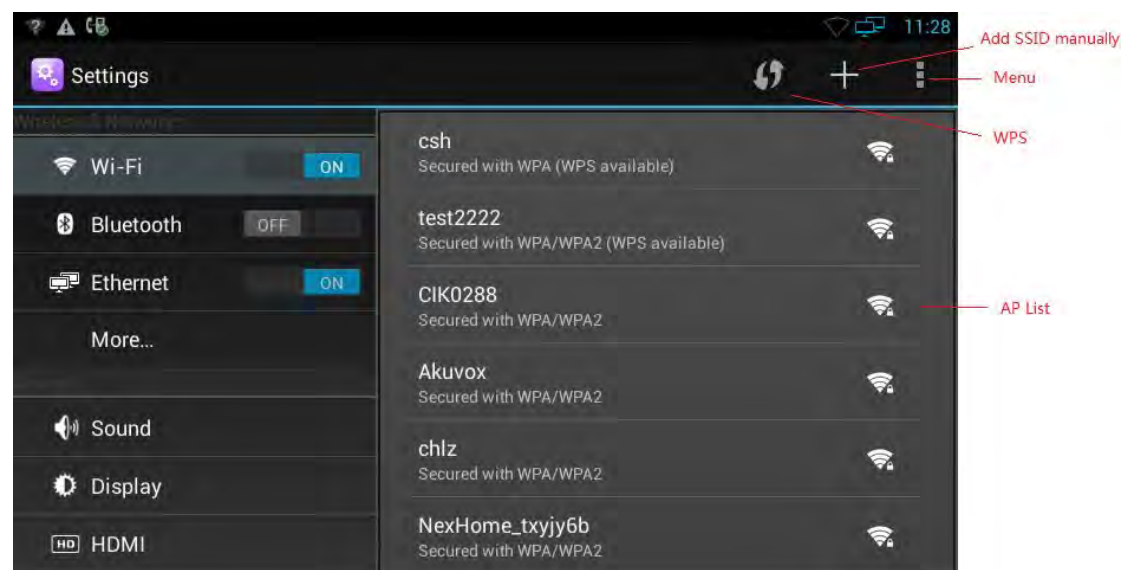 11:28
Add SSID manually
Settings
Menu
WPS
Wireless & Networks
Wi-Fi
ON
Bluetooth
OFF
Ethernet
ON
More...
Sound
Display
HD HDMI
csh
Secured with WPA (WPS available)
test2222
Secured with WPA/WPA2 (WPS available)
CIK0288
Secured with WPA/WPA2
AP List
Akuvox
Secured with WPA/WPA2
chlz
Secured with WPA/WPA2
NexHome_txyjy6b
Secured with WPA/WPA2